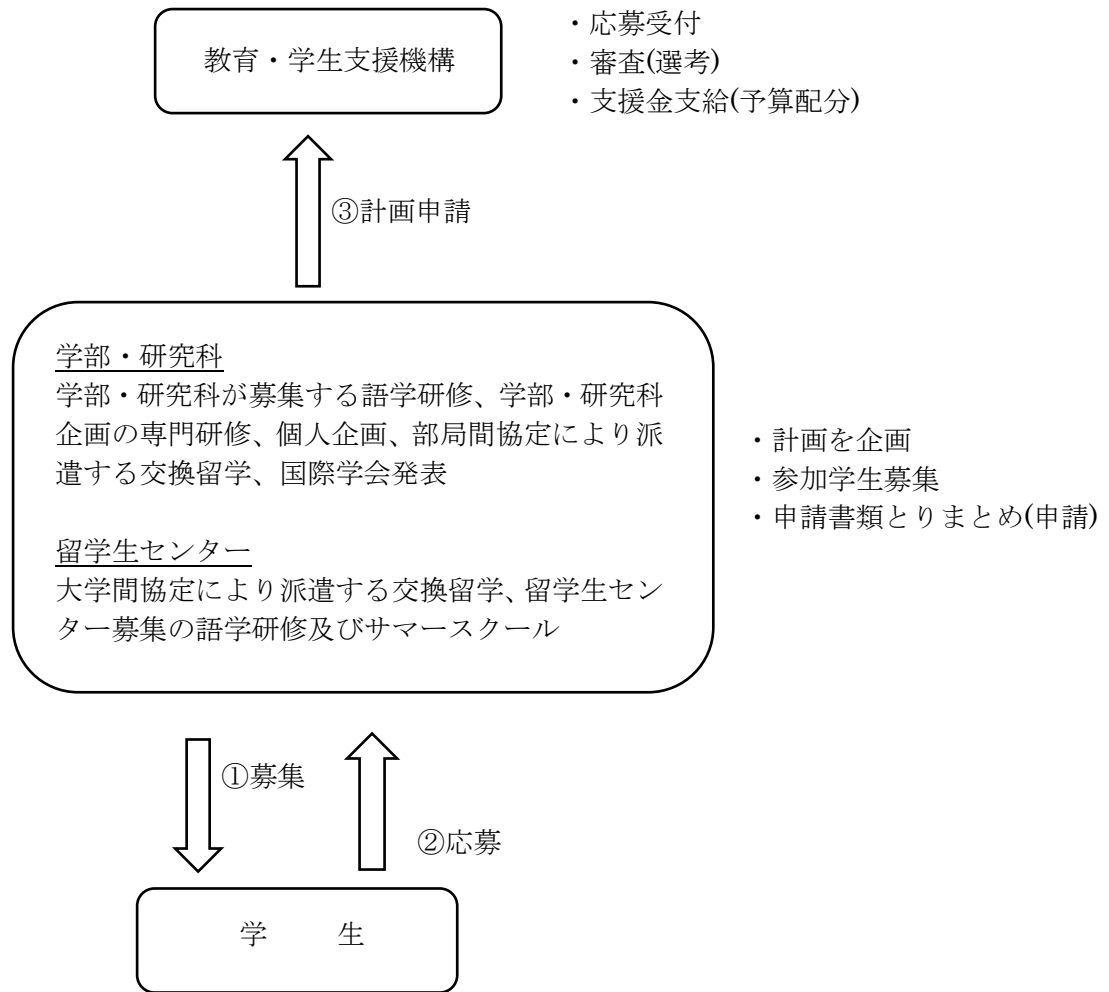 教育・学生支援機構
・応募受付
・審査(選考)
・支援金支給(予算配分)
③計画申請
学部・研究科
学部・研究科が募集する語学研修、学部・研究科
企画の専門研修、個人企画、部局間協定により派
遣する交換留学、国際学会発表
留学生センター
大学間協定により派遣する交換留学、留学生セン
ター募集の語学研修及びサマースクール
・計画を企画
・参加学生募集
・申請書類とりまとめ(申請)
①募集
②応募
学　　生